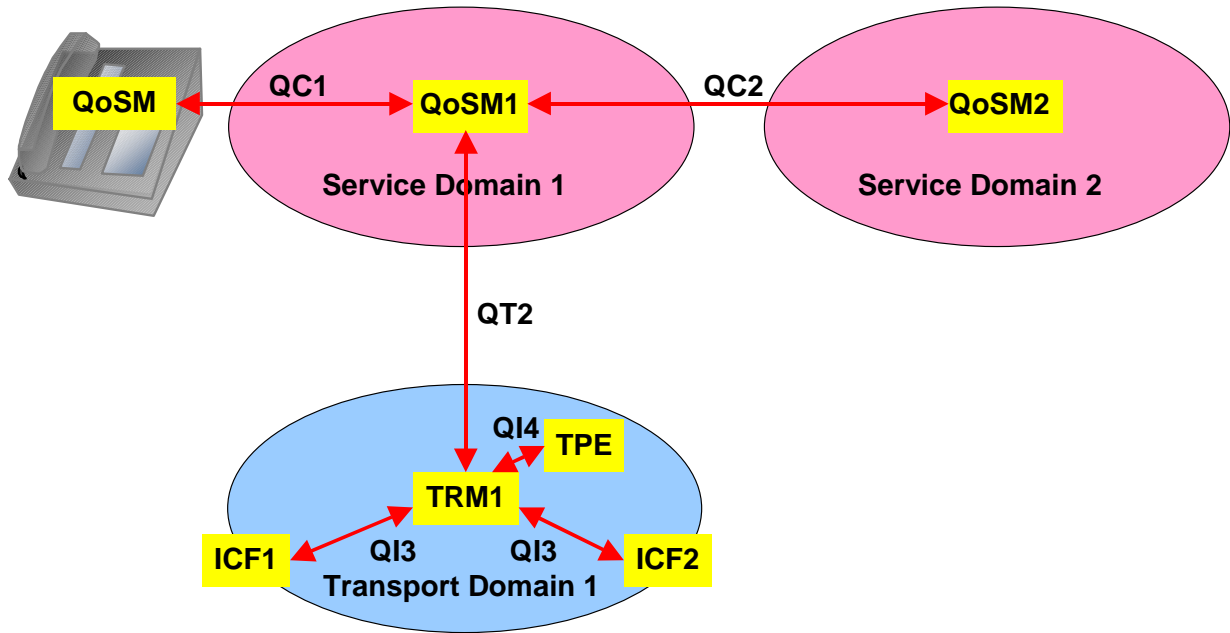 QoSM
QC1
QoSM1
QC2
QoSM2
Service Domain 1
Service Domain 2
QT2
QI4
TPE
TRM1
ICF1
QI3
QI3
ICF2
Transport Domain 1